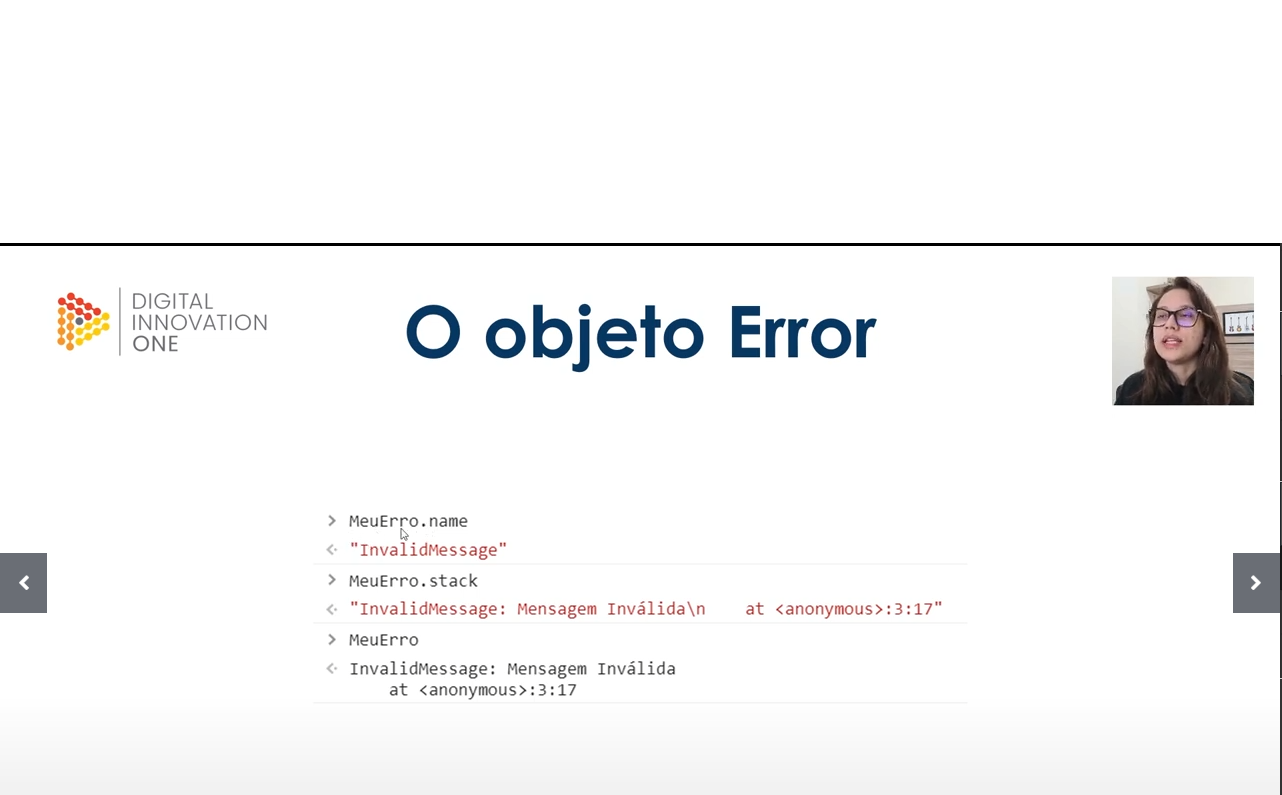 DIGITAL
INNOVATION
ONE
O objeto Error
> MeuErro.name
<· "InvalidMessage"
> MeuErro.stack
<· "InvalidMessage: Mensagem Inválida\n    at <anonymous>:3:17"
> MeuErro
<· InvalidMessage: Mensagem Inválida
    at <anonymous>:3:17